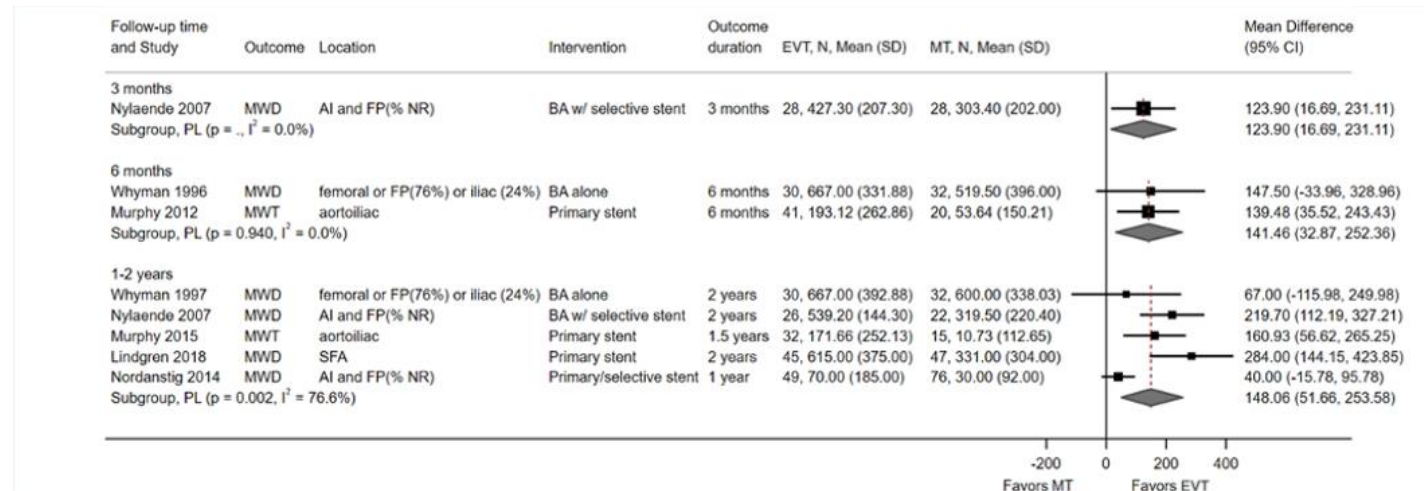 Follow-up time and Study Outcome Location Intervention Outcome duration EVT, N, Mean (SD) MT, N, Mean (SD) Mean Difference (95% CI)
3 months
Nylaende 2007 MWD AI and FP(% NR) BA w/ selective stent 3 months 28, 427.30 (207.30) 28, 303.40 (202.00) 123.90 (16.69, 231.11)
Subgroup, PL (p = ., I² = 0.0%) 123.90 (16.69, 231.11)
6 months
Whyman 1996 MWD femoral or FP(76%) or iliac (24%) BA alone 6 months 30, 667.00 (331.88) 32, 519.50 (396.00) 147.50 (-33.96, 328.96)
Murphy 2012 MWT aortoiliac Primary stent 6 months 41, 193.12 (262.86) 20, 53.64 (150.21) 139.48 (35.52, 243.43)
Subgroup, PL (p = 0.940, I² = 0.0%) 141.46 (32.87, 252.36)
1-2 years
Whyman 1997 MWD femoral or FP(76%) or iliac (24%) BA alone 2 years 30, 667.00 (392.88) 32, 600.00 (338.03) 67.00 (-115.98, 249.98)
Nylaende 2007 MWD AI and FP(% NR) BA w/ selective stent 2 years 26, 539.20 (144.30) 22, 319.50 (220.40) 219.70 (112.19, 327.21)
Murphy 2015 MWT aortoiliac Primary stent 1.5 years 32, 171.66 (252.13) 15, 10.73 (112.65) 160.93 (56.62, 265.25)
Lindgren 2018 MWD SFA Primary stent 2 years 45, 615.00 (375.00) 47, 331.00 (304.00) 284.00 (144.15, 423.85)
Nordanstig 2014 MWD AI and FP(% NR) Primary/selective stent 1 year 49, 70.00 (185.00) 76, 30.00 (92.00) 40.00 (-15.78, 95.78)
Subgroup, PL (p = 0.002, I² = 76.6%) 148.06 (51.66, 253.58)
-200 0 200 400
Favors MT Favors EVT